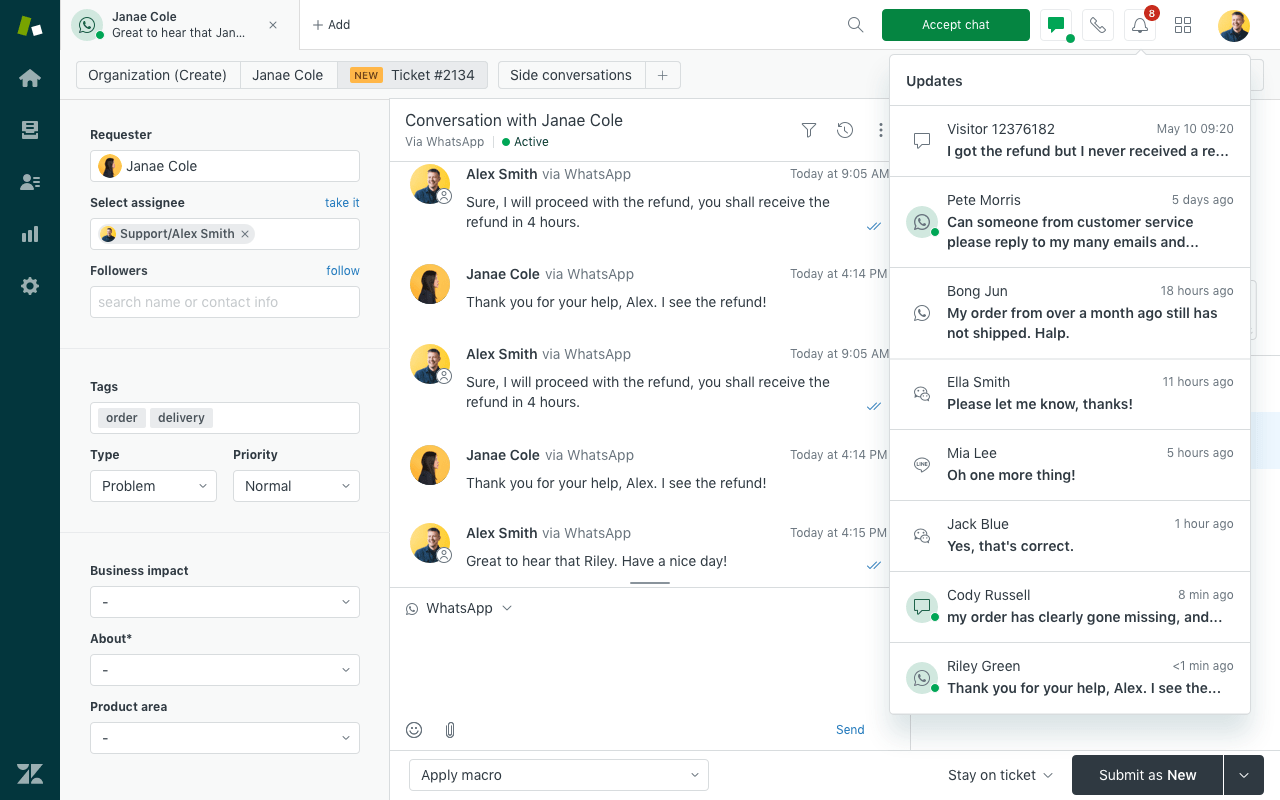 Janae Cole
Great to hear that Jan...
Add
Accept chat
8
Organization (Create)
Janae Cole
NEW Ticket #2134
Side conversations
Requester
Janae Cole
Select assignee
take it
Support/Alex Smith
Followers
follow
search name or contact info
Tags
order delivery
Type
Priority
Problem
Normal
Business impact
-
About*
-
Product area
-
Conversation with Janae Cole
Via WhatsApp
Active
Alex Smith via WhatsApp
Today at 9:05 AM
Sure, I will proceed with the refund, you shall receive the
refund in 4 hours.
Janae Cole via WhatsApp
Today at 4:14 PM
Thank you for your help, Alex. I see the refund!
Alex Smith via WhatsApp
Today at 9:05 AM
Sure, I will proceed with the refund, you shall receive the
refund in 4 hours.
Janae Cole via WhatsApp
Today at 4:14 PM
Thank you for your help, Alex. I see the refund!
Alex Smith via WhatsApp
Today at 4:15 PM
Great to hear that Riley. Have a nice day!
WhatsApp
Send
Apply macro
Stay on ticket
Submit as New
Updates
Visitor 12376182
May 10 09:20
I got the refund but I never received a re...
Pete Morris
5 days ago
Can someone from customer service
please reply to my many emails and...
Bong Jun
18 hours ago
My order from over a month ago still has
not shipped. Halp.
Ella Smith
11 hours ago
Please let me know, thanks!
LINE
Mia Lee
5 hours ago
Oh one more thing!
Jack Blue
1 hour ago
Yes, that's correct.
Cody Russell
8 min ago
my order has clearly gone missing, and...
Riley Green
<1 min ago
Thank you for your help, Alex. I see the...